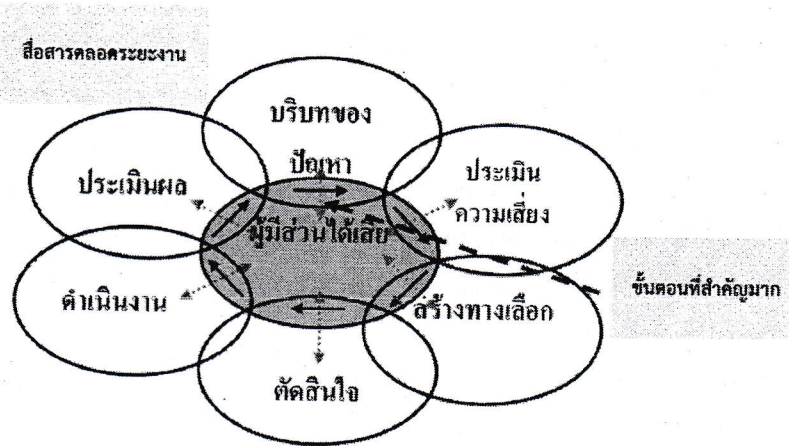 สื่อสารตลอดระยะงาน
บริบทของ
ปัญหา
ประเมิน
ความเสี่ยง
ประเมินผล
ผู้มีส่วนได้เสีย
ขั้นตอนที่สำคัญมาก
ดำเนินงาน
สร้างทางเลือก
ตัดสินใจ